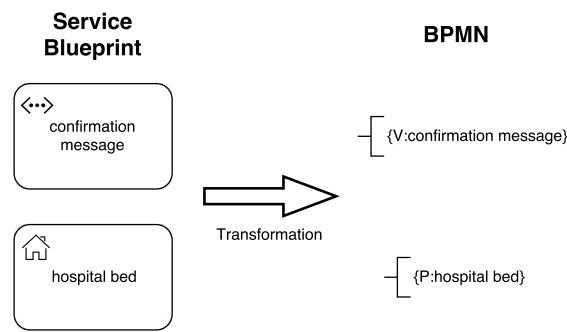 Service
Blueprint
BPMN
confirmation
message
{V:confirmation message}
Transformation
hospital bed
{P:hospital bed}